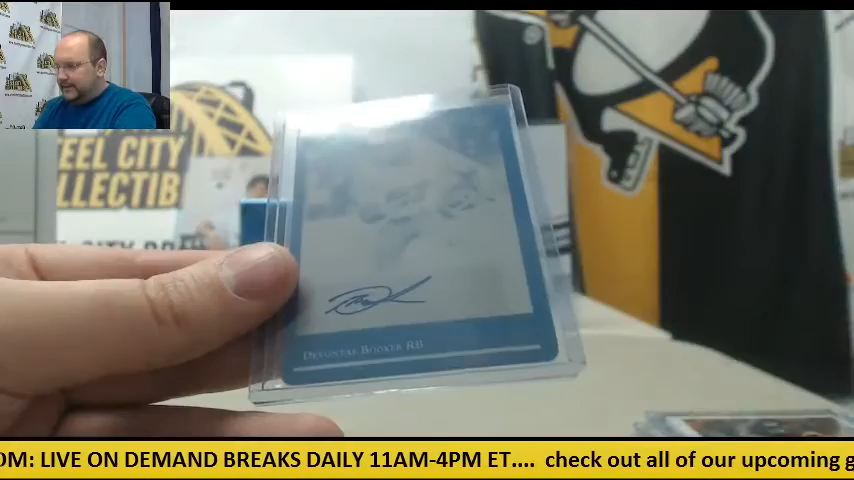 EEL CITY
LLECTIB
DEVONTAE BOOKER RB
OM: LIVE ON DEMAND BREAKS DAILY 11AM-4PM ET.... check out all of our upcoming g